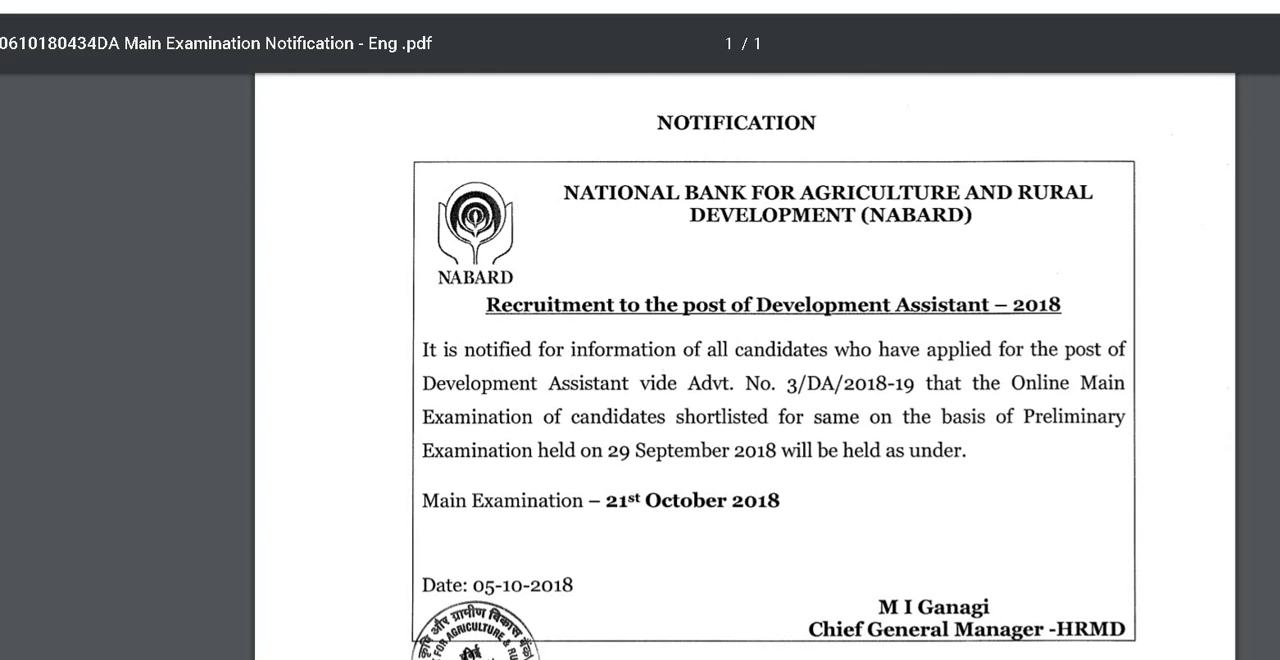 0610180434DA Main Examination Notification - Eng .pdf
1 / 1
NOTIFICATION
NATIONAL BANK FOR AGRICULTURE AND RURAL
DEVELOPMENT (NABARD)
NABARD
Recruitment to the post of Development Assistant – 2018
It is notified for information of all candidates who have applied for the post of
Development Assistant vide Advt. No. 3/DA/2018-19 that the Online Main
Examination of candidates shortlisted for same on the basis of Preliminary
Examination held on 29 September 2018 will be held as under.
Main Examination – 21st October 2018
Date: 05-10-2018
M I Ganagi
Chief General Manager -HRMD
कृषि और ग्रामीण विकास बैंक
FOR AGRICULTURE & RU